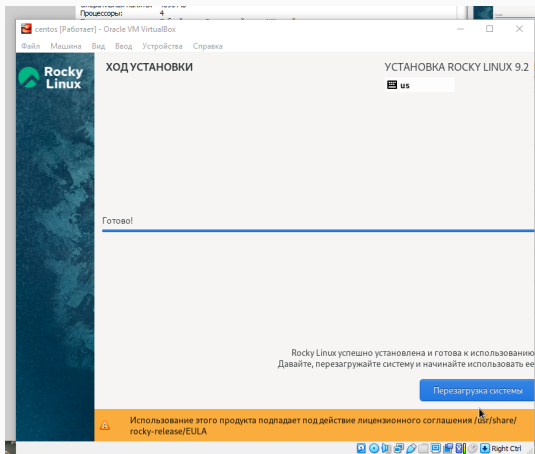 Процессоры: 4
centos [Работает] - Oracle VM VirtualBox
Файл Машина Вид Ввод Устройства Справка
Rocky
Linux
ХОД УСТАНОВКИ
УСТАНОВКА ROCKY LINUX 9.2
us
Готово!
Rocky Linux успешно установлена и готова к использованию
Давайте, перезагружайте систему и начинайте использовать ее
Перезагрузка системы
Использование этого продукта подпадает под действие лицензионного соглашения /usr/share/
rocky-release/EULA
Right Ctrl